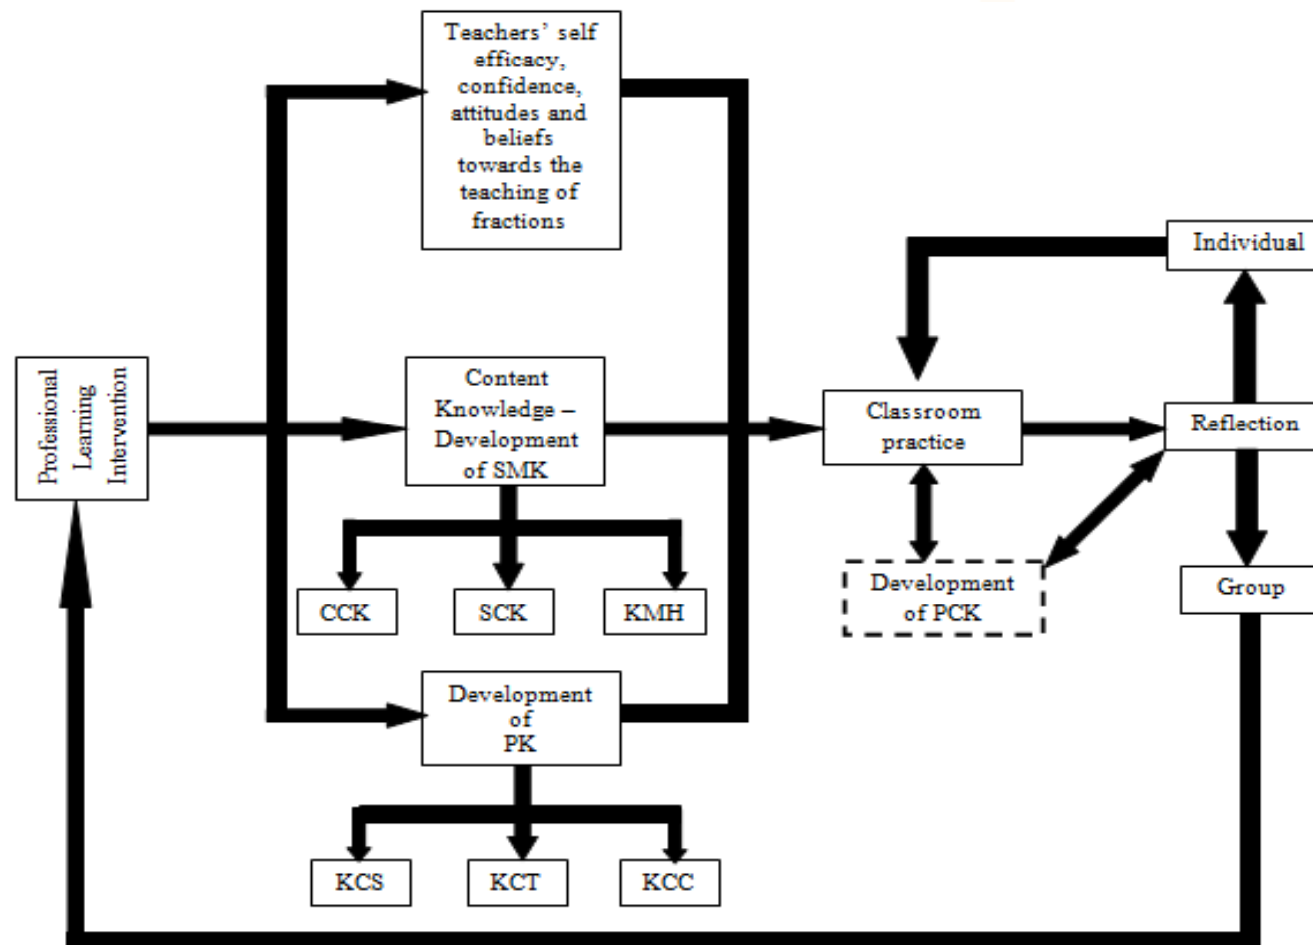 Teachers’ self
efficacy,
confidence,
attitudes and
beliefs
towards the
teaching of
fractions
Individual
Professional
Learning
Intervention
Content
Knowledge –
Development
of SMK
Classroom
practice
Reflection
CCK
SCK
KMH
Development
of PCK
Group
Development
of
PK
KCS
KCT
KCC